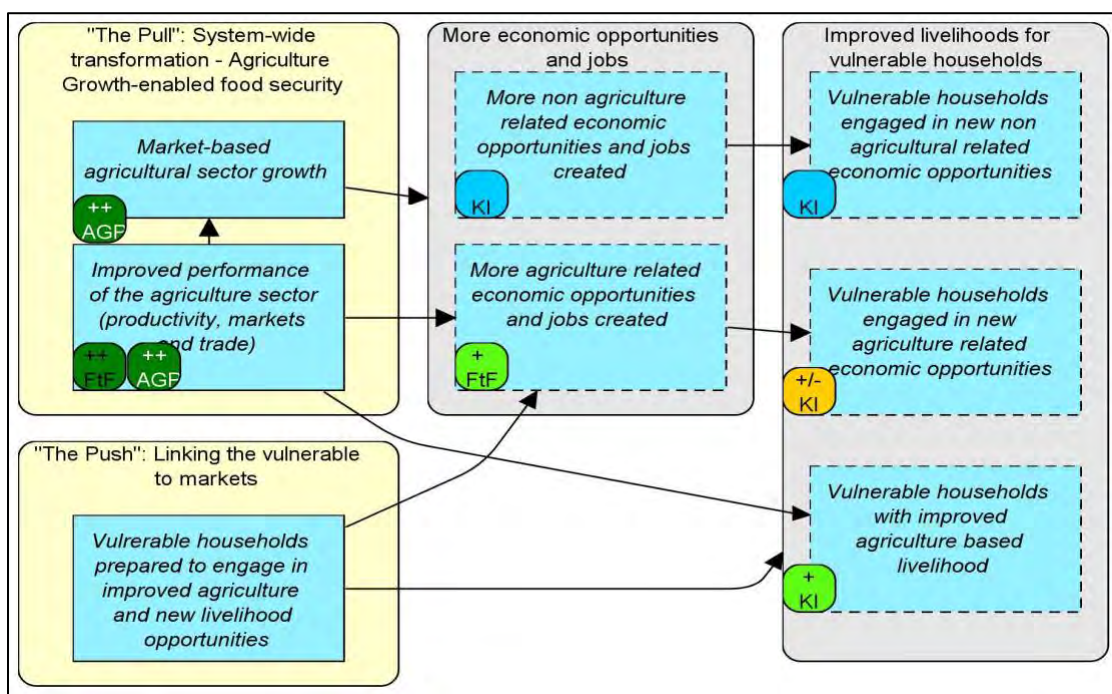 "The Pull": System-wide
transformation - Agriculture
Growth-enabled food security
Market-based
agricultural sector growth
++
AGP
Improved performance
of the agriculture sector
(productivity, markets
and trade)
++
FtF
++
AGP
"The Push": Linking the vulnerable
to markets
Vulrerable households
prepared to engage in
improved agriculture
and new livelihood
opportunities
More economic opportunities
and jobs
More non agriculture
related economic
opportunities and jobs
created
KI
More agriculture related
economic opportunities
and jobs created
+
FtF
Improved livelihoods for
vulnerable households
Vulnerable households
engaged in new non
agricultural related
economic opportunities
KI
Vulnerable households
engaged in new
agriculture related
economic opportunities
+/-
KI
Vulnerable households
with improved
agriculture based
livelihood
+
KI